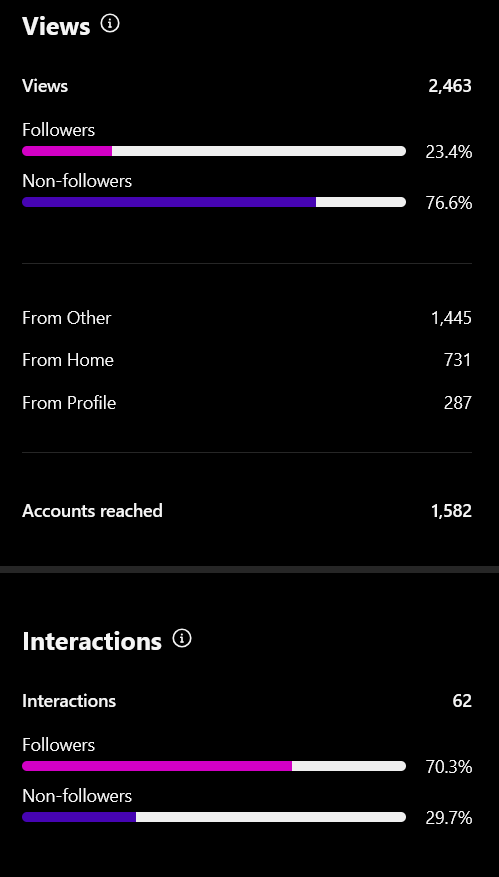 Views
Views 2,463
Followers
23.4%
Non-followers
76.6%
From Other 1,445
From Home 731
From Profile 287
Accounts reached 1,582
Interactions
Interactions 62
Followers
70.3%
Non-followers
29.7%